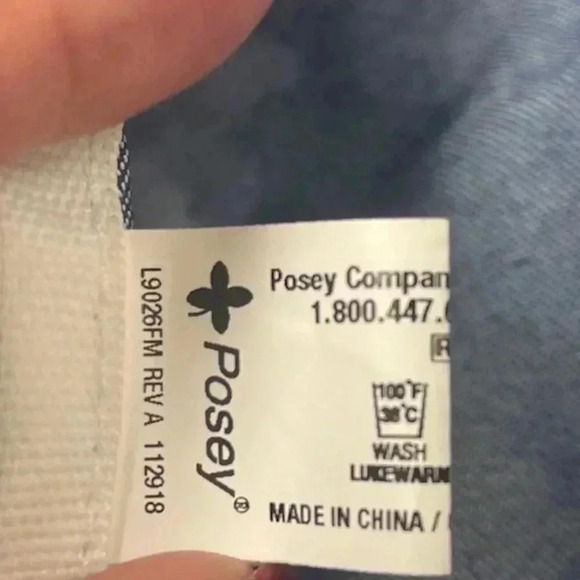 L9026FM REV A 112918
Posey®
Posey Compan
1.800.447.
R
100°F
38°C
WASH
LUKEWARM
MADE IN CHINA /